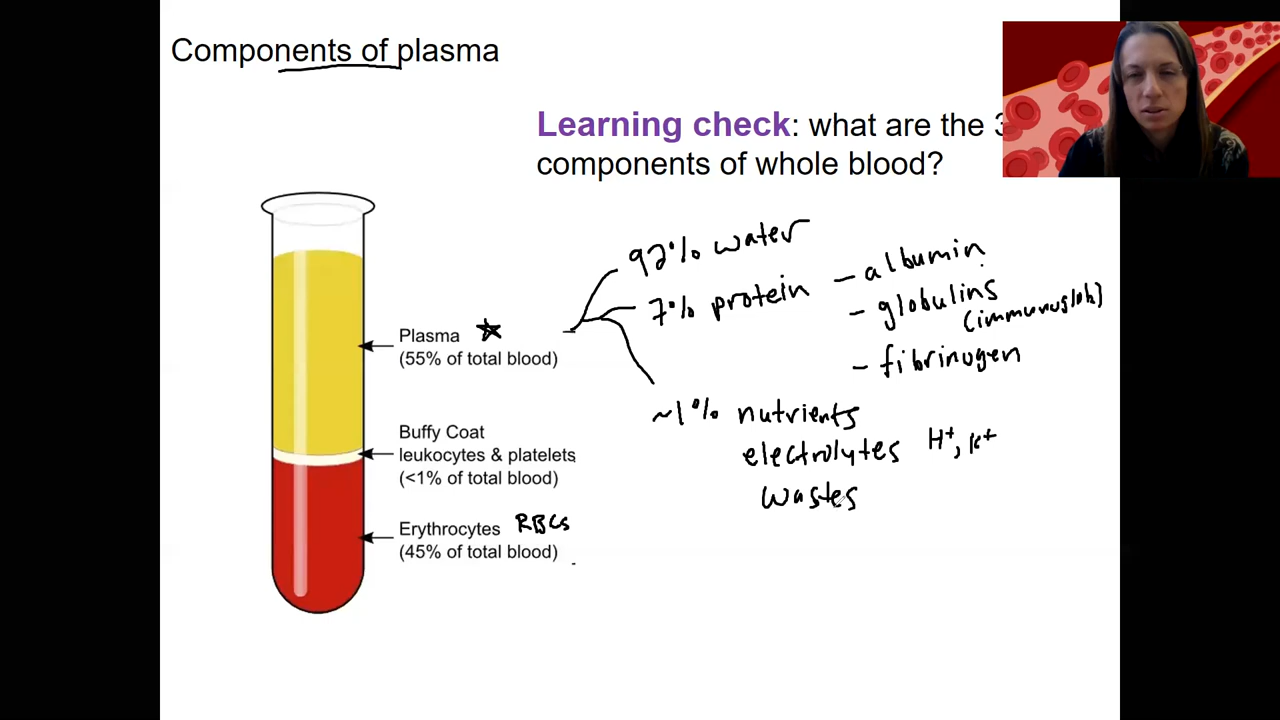 Components of plasma
Learning check: what are the 3
components of whole blood?
92% water
7% protein
- albumin
- globulins
(immunoglob)
- fibrinogen
Plasma
(55% of total blood)
~1% nutrients
electrolytes H+, K+
wastes
Buffy Coat
leukocytes & platelets
(<1% of total blood)
Erythrocytes RBCs
(45% of total blood)